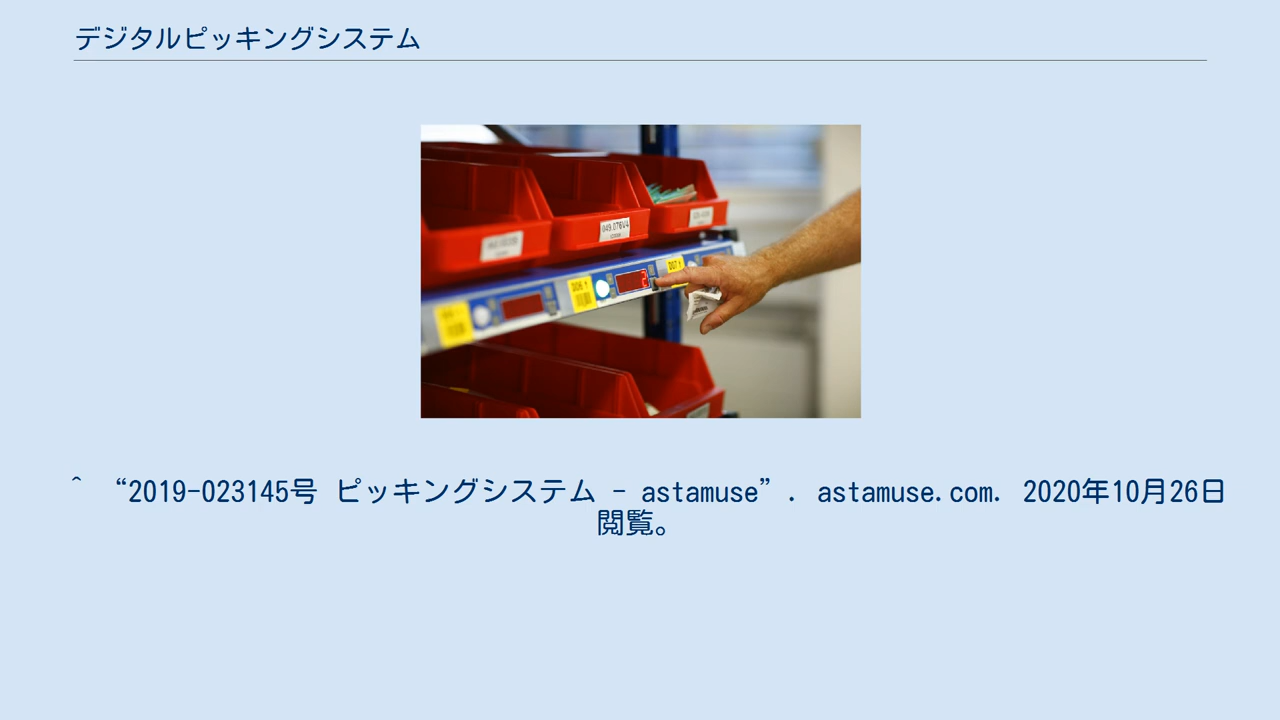 デジタルピッキングシステム
049.076V4
^ “2019-023145号 ピッキングシステム - astamuse”. astamuse.com. 2020年10月26日
閲覧。